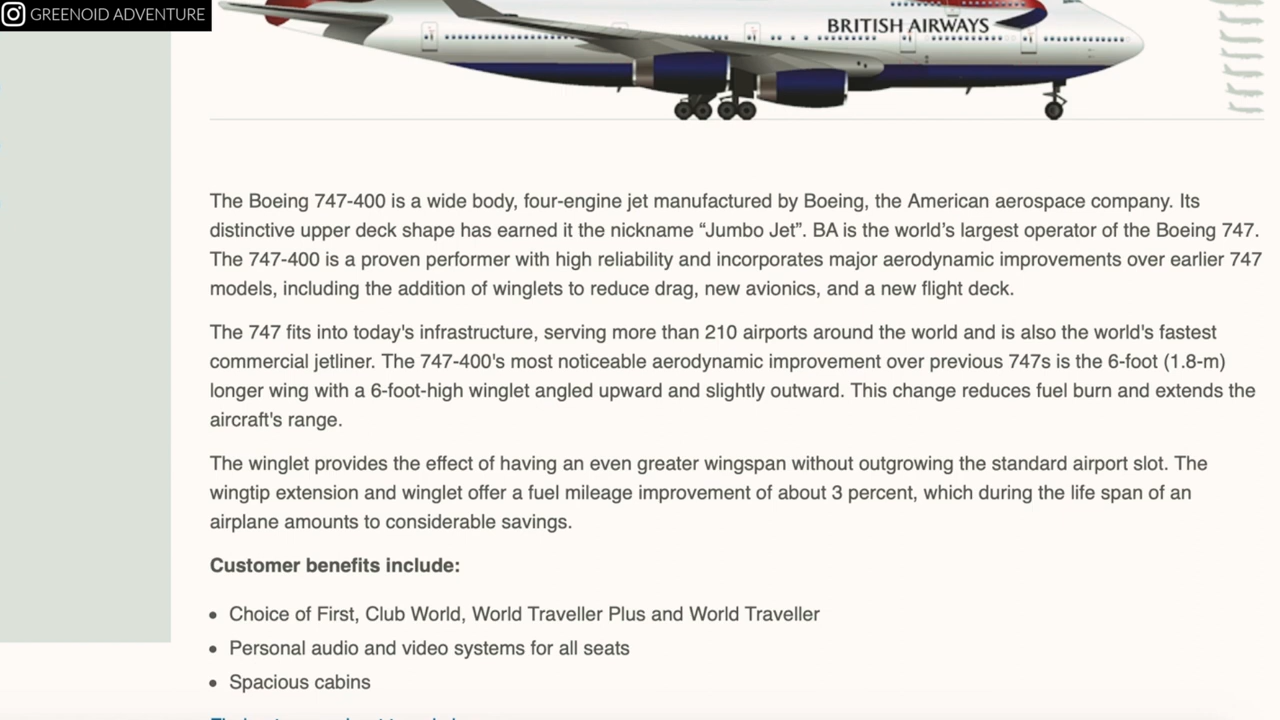 GREENOID ADVENTURE
BRITISH AIRWAYS
The Boeing 747-400 is a wide body, four-engine jet manufactured by Boeing, the American aerospace company. Its
distinctive upper deck shape has earned it the nickname “Jumbo Jet”. BA is the world’s largest operator of the Boeing 747.
The 747-400 is a proven performer with high reliability and incorporates major aerodynamic improvements over earlier 747
models, including the addition of winglets to reduce drag, new avionics, and a new flight deck.
The 747 fits into today's infrastructure, serving more than 210 airports around the world and is also the world's fastest
commercial jetliner. The 747-400's most noticeable aerodynamic improvement over previous 747s is the 6-foot (1.8-m)
longer wing with a 6-foot-high winglet angled upward and slightly outward. This change reduces fuel burn and extends the
aircraft's range.
The winglet provides the effect of having an even greater wingspan without outgrowing the standard airport slot. The
wingtip extension and winglet offer a fuel mileage improvement of about 3 percent, which during the life span of an
airplane amounts to considerable savings.
Customer benefits include:
• Choice of First, Club World, World Traveller Plus and World Traveller
• Personal audio and video systems for all seats
• Spacious cabins